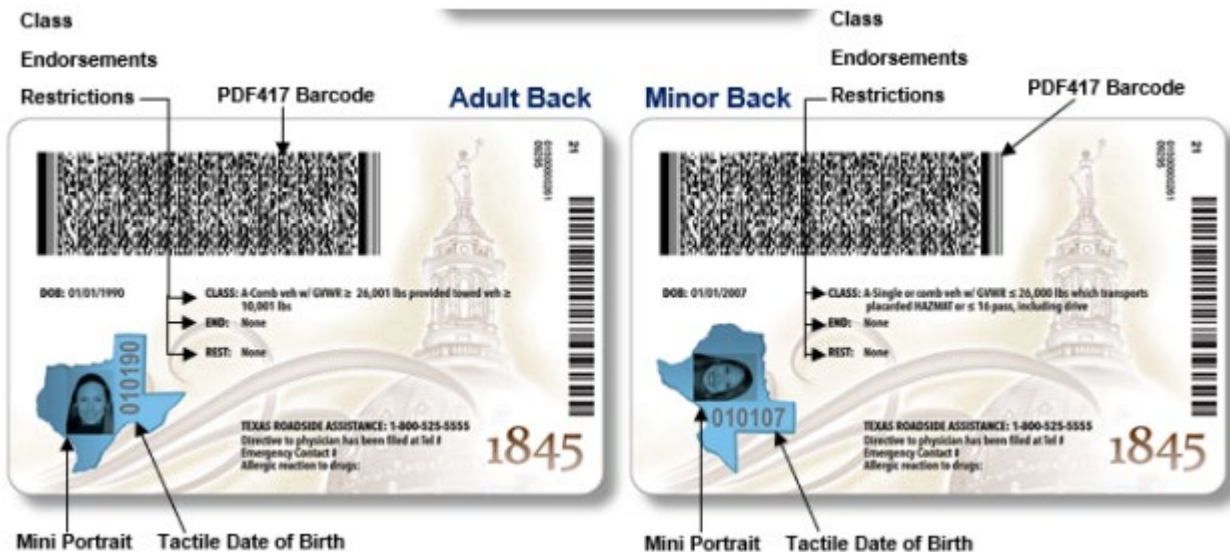 Class
Endorsements
Restrictions
PDF417 Barcode
Adult Back
21
01000000261
09295
DOB: 01/01/1990
CLASS: A-Comb veh w/ GVWR ≥ 26,001 lbs provided towed veh ≥
10,001 lbs
END: None
REST: None
010190
TEXAS ROADSIDE ASSISTANCE: 1-800-525-5555
Directive to physician has been filed at Tel #
Emergency Contact #
Allergic reaction to drugs:
1845
Mini Portrait
Tactile Date of Birth
Class
Endorsements
Restrictions
PDF417 Barcode
Minor Back
21
01000000261
09295
DOB: 01/01/2007
CLASS: A-Single or comb veh w/ GVWR ≤ 26,000 lbs which transports
placarded HAZMAT or ≤ 16 pass, including drive
END: None
REST: None
010107
TEXAS ROADSIDE ASSISTANCE: 1-800-525-5555
Directive to physician has been filed at Tel #
Emergency Contact #
Allergic reaction to drugs:
1845
Mini Portrait
Tactile Date of Birth